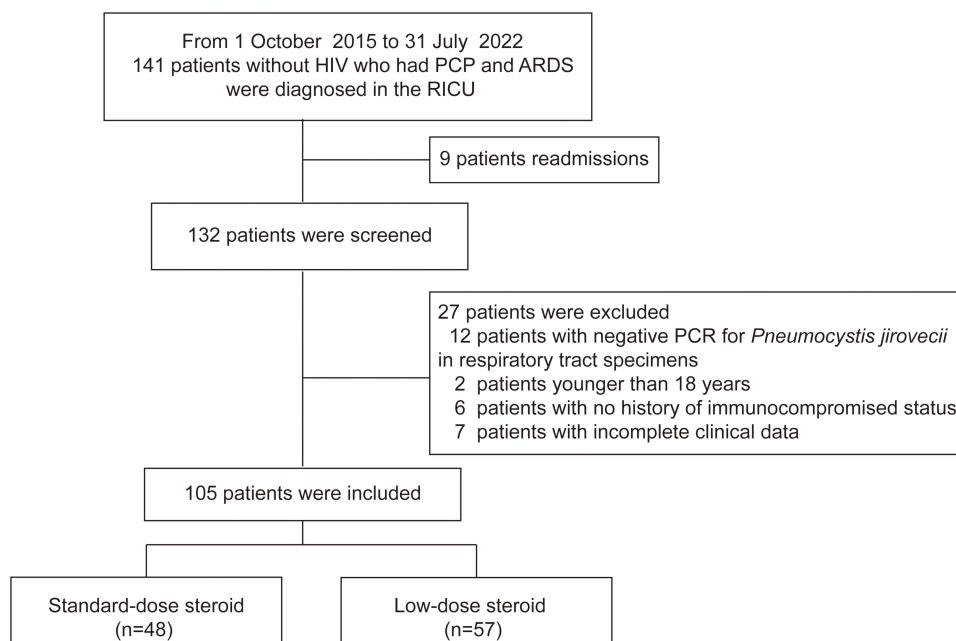 From 1 October 2015 to 31 July 2022
141 patients without HIV who had PCP and ARDS
were diagnosed in the RICU
9 patients readmissions
132 patients were screened
27 patients were excluded
12 patients with negative PCR for Pneumocystis jirovecii
in respiratory tract specimens
2 patients younger than 18 years
6 patients with no history of immunocompromised status
7 patients with incomplete clinical data
105 patients were included
Standard-dose steroid
(n=48)
Low-dose steroid
(n=57)